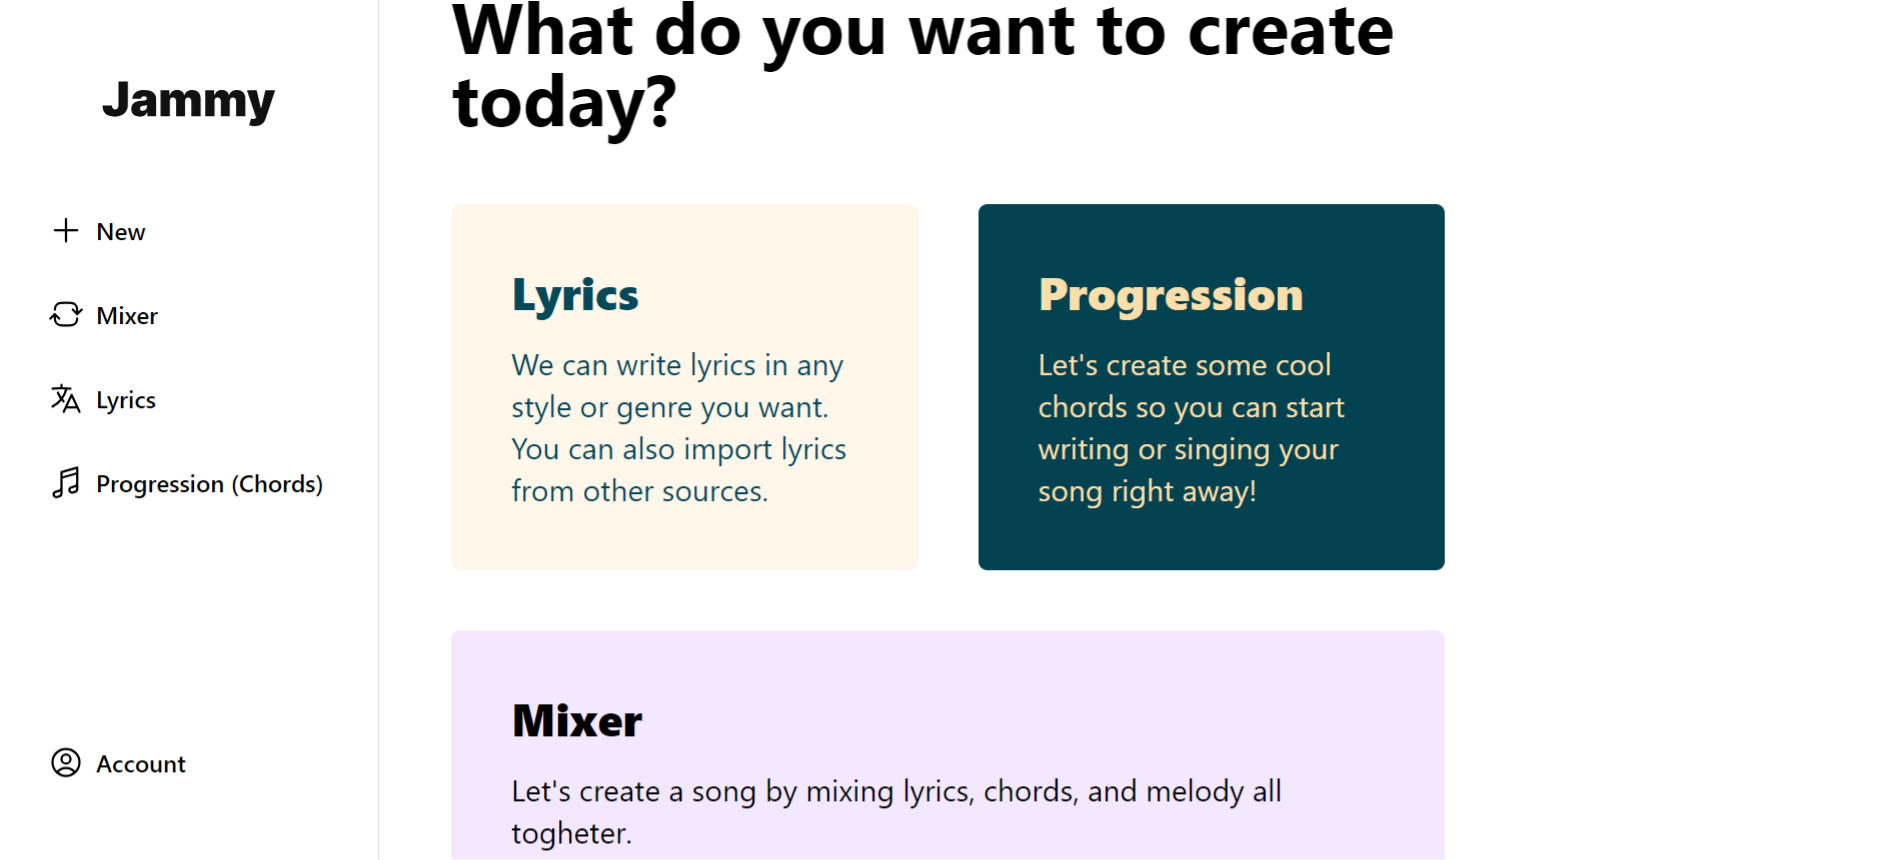 Jammy
New
Mixer
Lyrics
Progression (Chords)
Account
What do you want to create
today?
Lyrics
We can write lyrics in any
style or genre you want.
You can also import lyrics
from other sources.
Progression
Let's create some cool
chords so you can start
writing or singing your
song right away!
Mixer
Let's create a song by mixing lyrics, chords, and melody all
togheter.